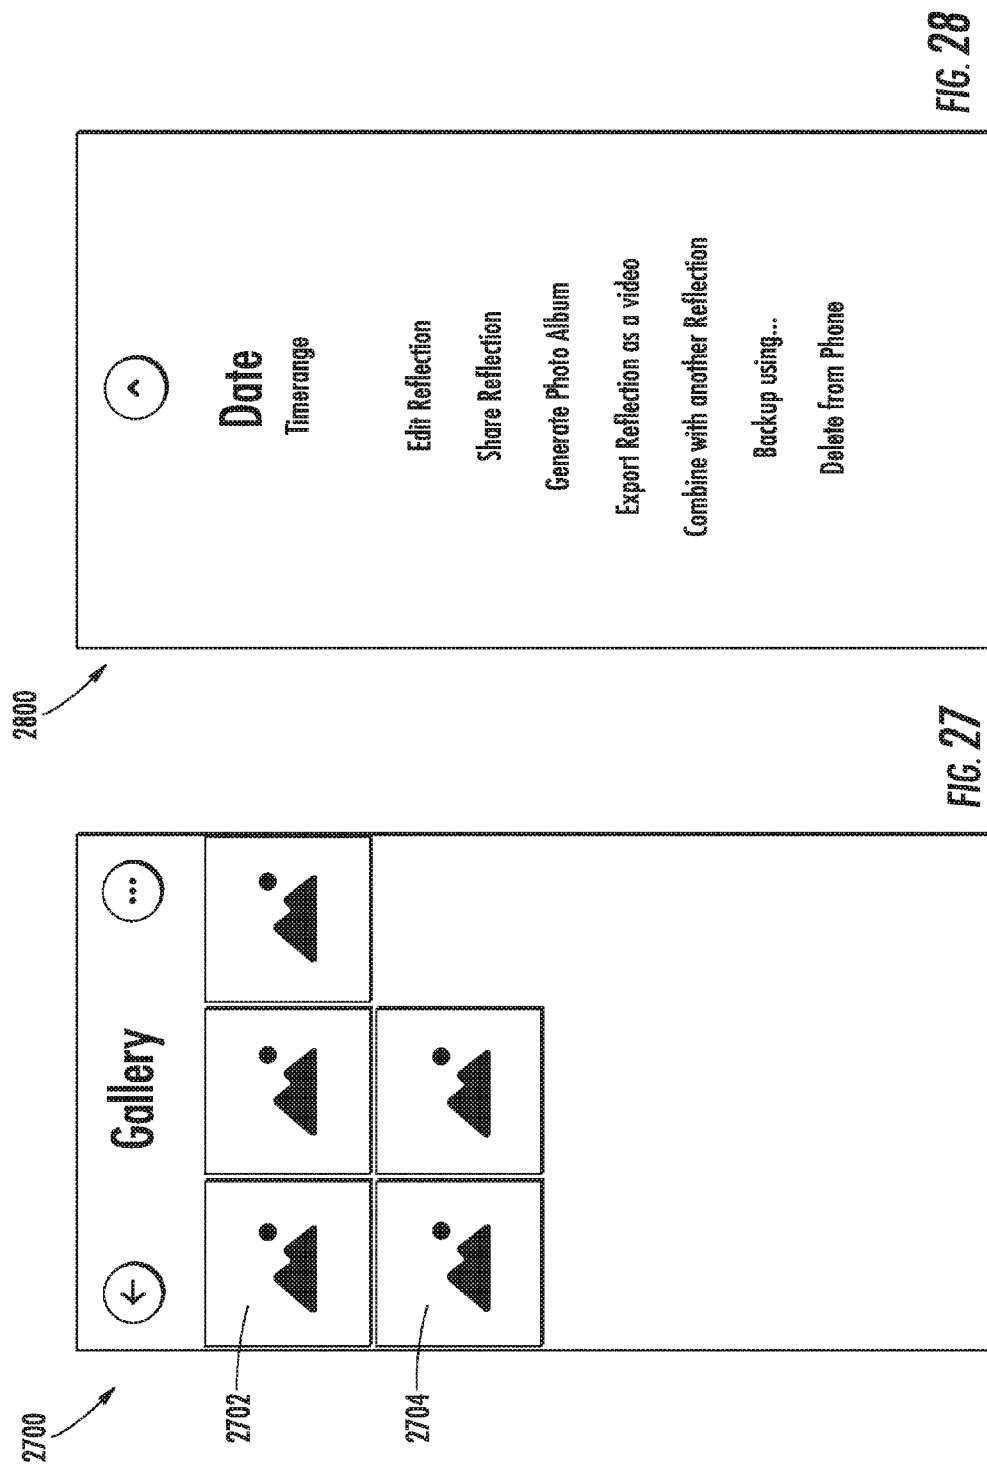 2700
Gallery
...
2702
2704
FIG. 27
2800
Date
Timerange
Edit Reflection
Share Reflection
Generate Photo Album
Export Reflection as a video
Combine with another Reflection
Backup using...
Delete from Phone
FIG. 28